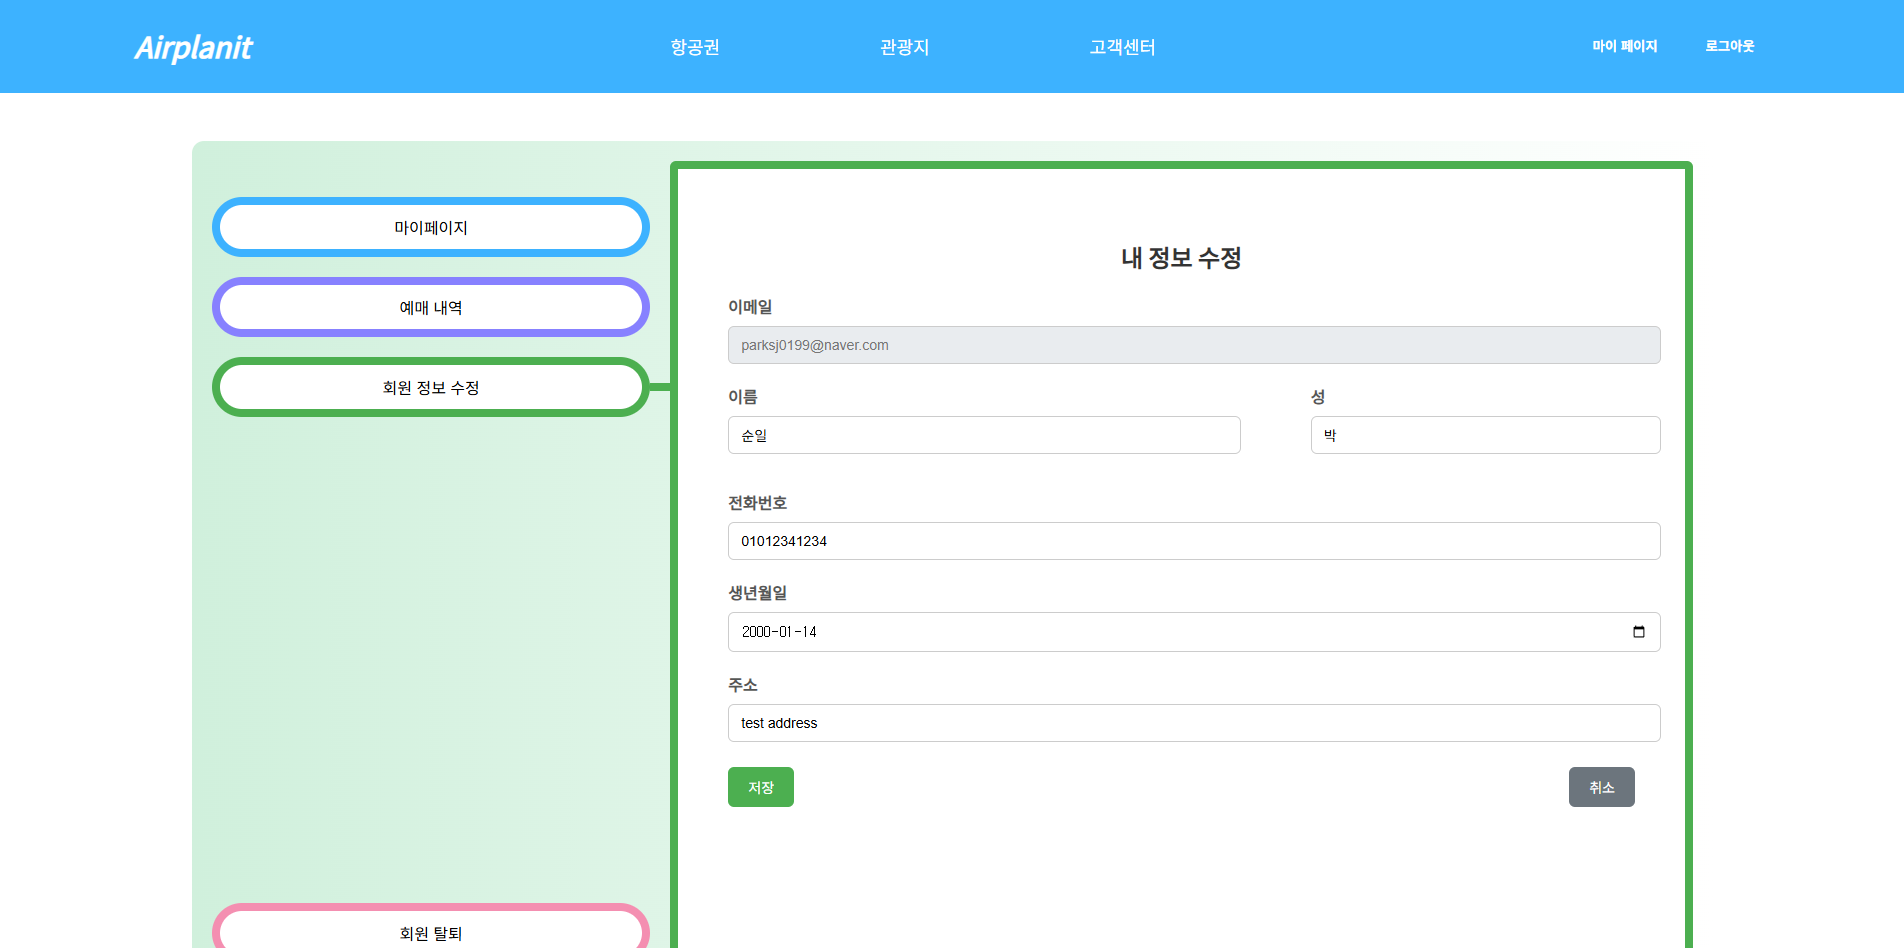 Airplanit
항공권
관광지
고객센터
마이 페이지
로그아웃
마이페이지
예매 내역
회원 정보 수정
회원 탈퇴
내 정보 수정
이메일
parksj0199@naver.com
이름
성
순일
박
전화번호
01012341234
생년월일
2000-01-14
주소
test address
저장
취소